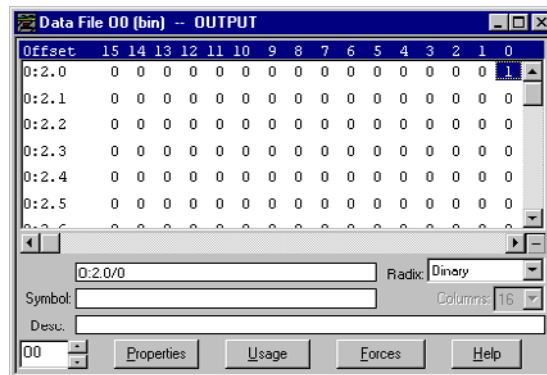 Data File O0 (bin) -- OUTPUT
Offset 15 14 13 12 11 10 9 8 7 6 5 4 3 2 1 0
O:2.0 0 0 0 0 0 0 0 0 0 0 0 0 0 0 0 1
O:2.1 0 0 0 0 0 0 0 0 0 0 0 0 0 0 0 0
O:2.2 0 0 0 0 0 0 0 0 0 0 0 0 0 0 0 0
O:2.3 0 0 0 0 0 0 0 0 0 0 0 0 0 0 0 0
O:2.4 0 0 0 0 0 0 0 0 0 0 0 0 0 0 0 0
O:2.5 0 0 0 0 0 0 0 0 0 0 0 0 0 0 0 0
O:2.0/0 Radix: Binary
Symbol: Columns: 16
Desc:
O0 Properties Usage Forces Help